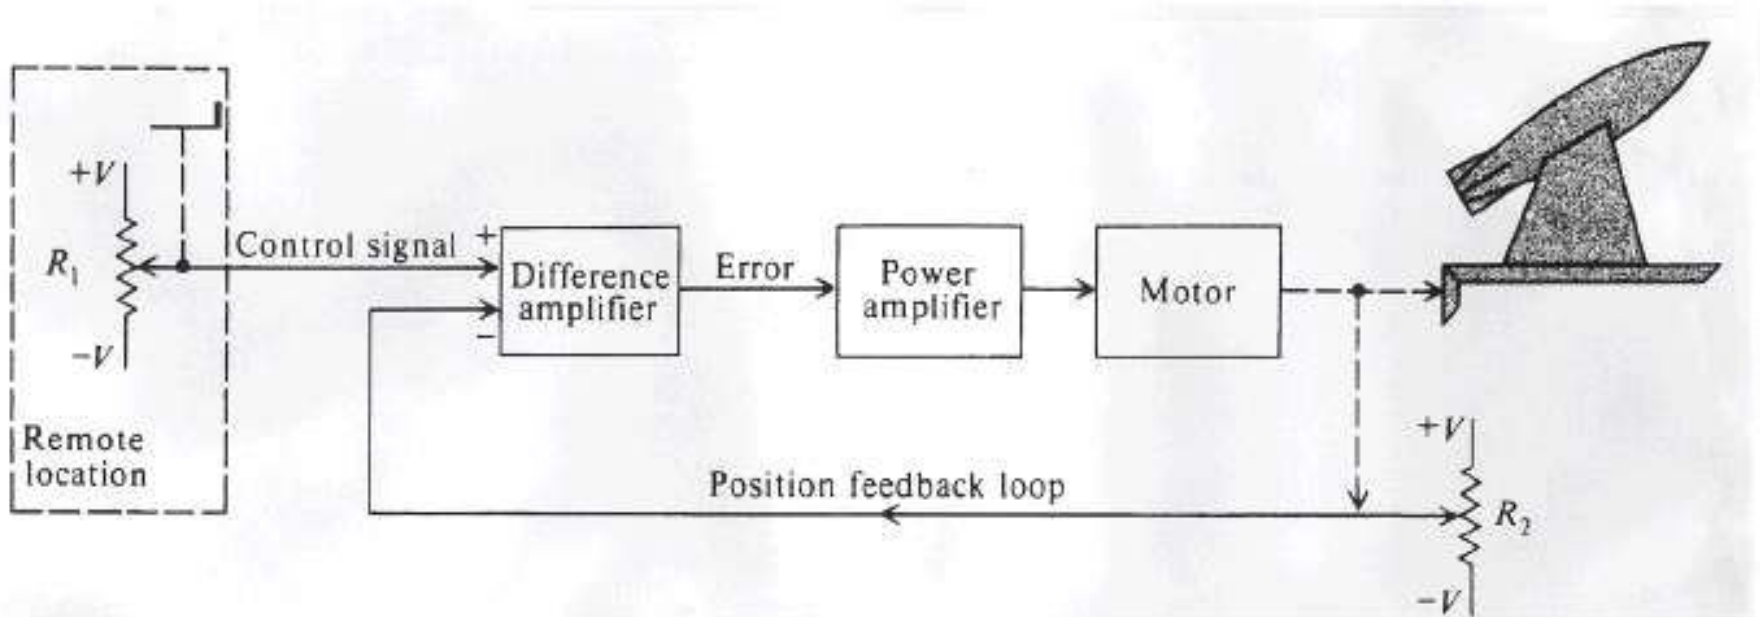 +V
R1
-V
Remote
location
Control signal
+
-
Difference
amplifier
Error
Power
amplifier
Motor
Position feedback loop
+V
R2
-V